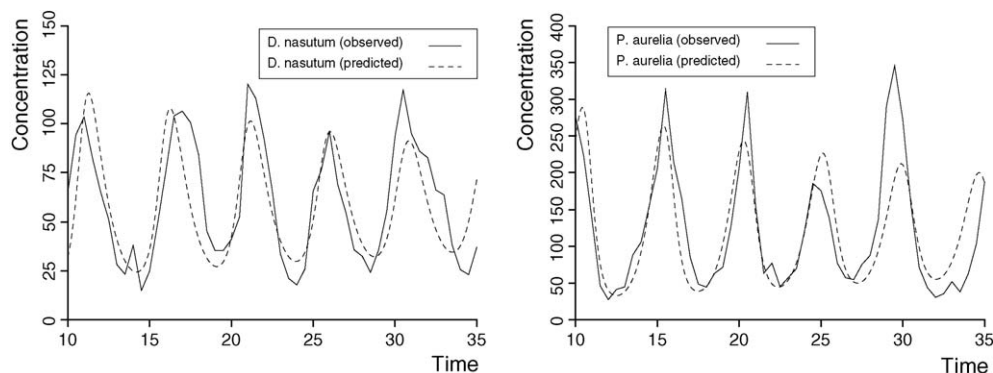 D. nasutum (observed)
D. nasutum (predicted)
Concentration
150
125
100
75
50
25
0
10 15 20 25 30 35
Time
P. aurelia (observed)
P. aurelia (predicted)
Concentration
400
350
300
250
200
150
100
50
0
10 15 20 25 30 35
Time